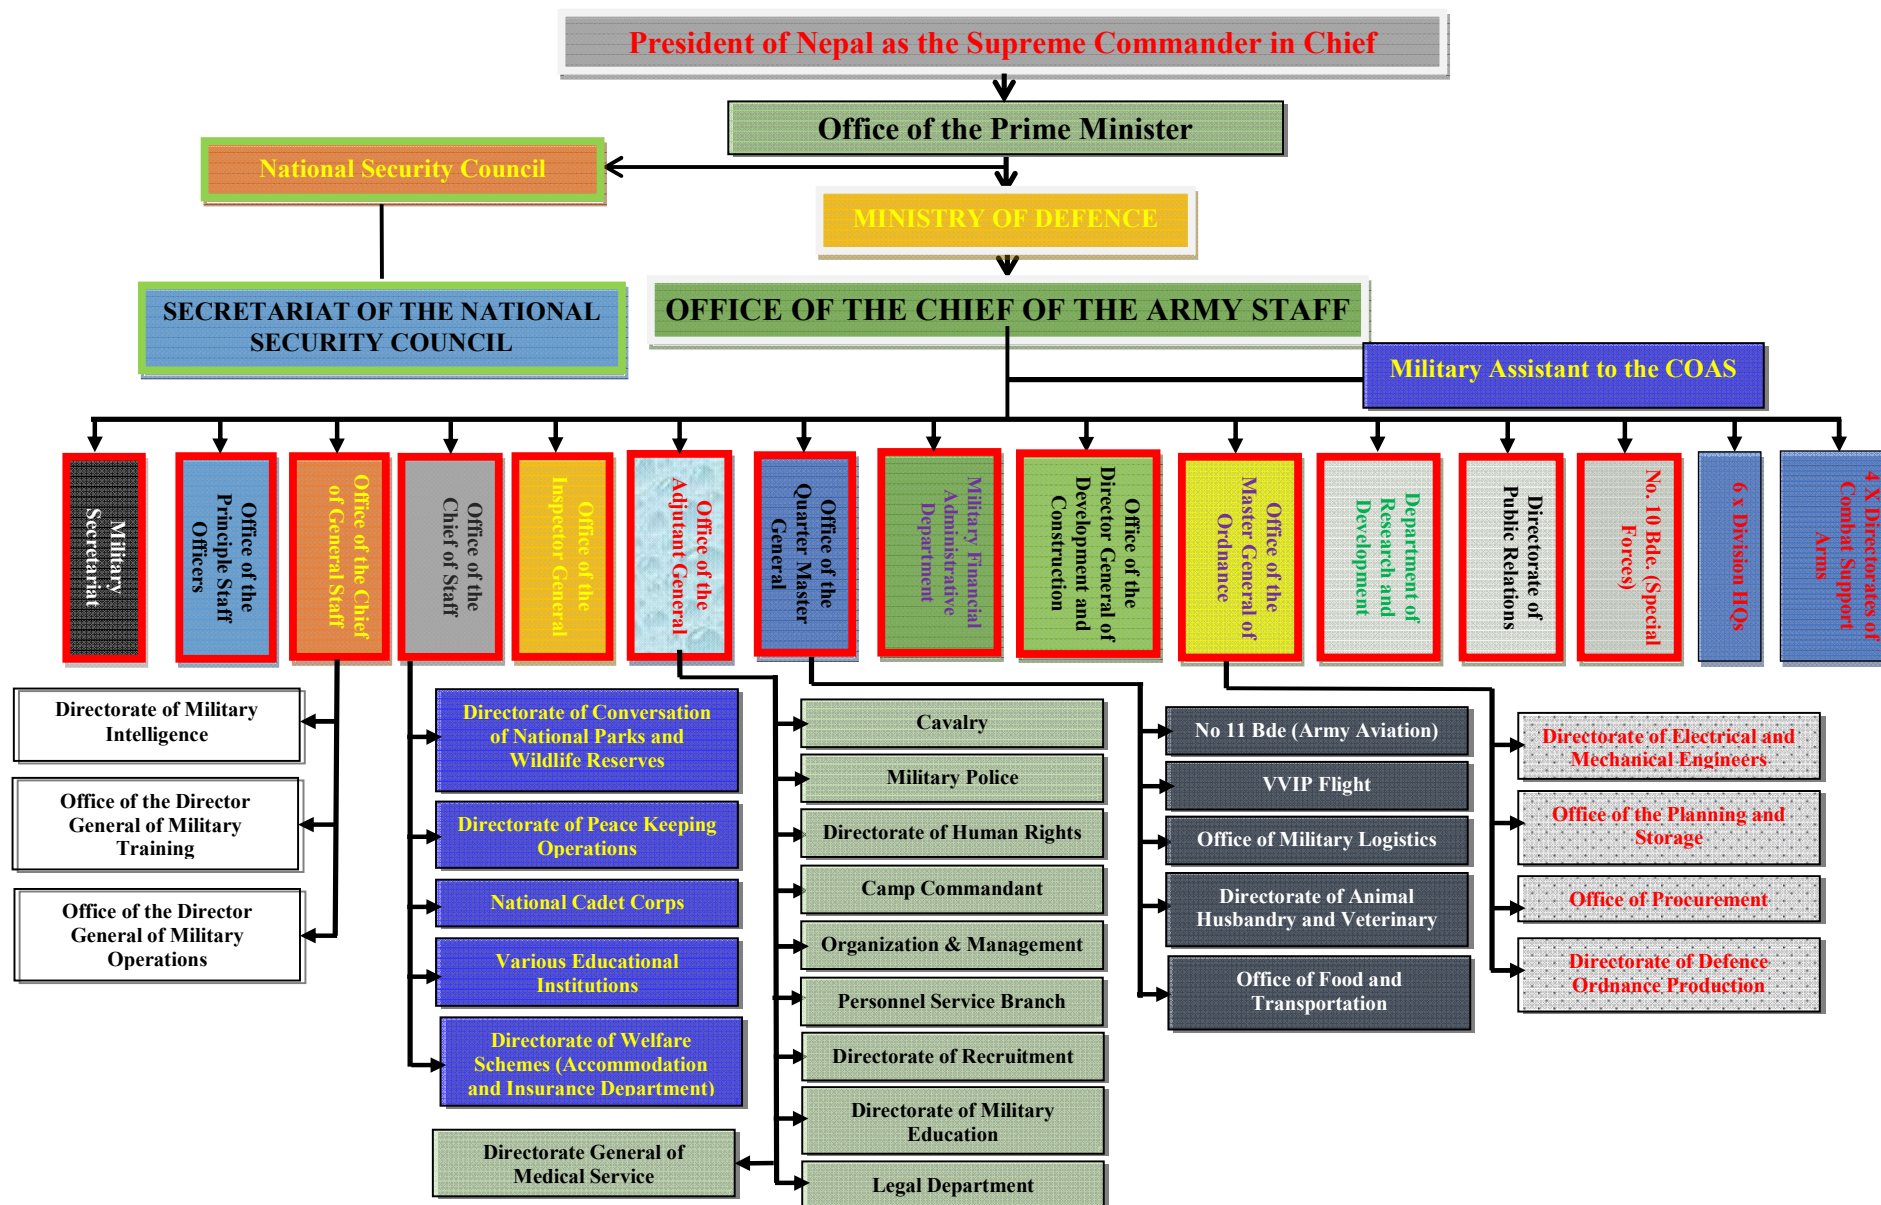 President of Nepal as the Supreme Commander in Chief
Office of the Prime Minister
National Security Council
MINISTRY OF DEFENCE
SECRETARIAT OF THE NATIONAL
SECURITY COUNCIL
OFFICE OF THE CHIEF OF THE ARMY STAFF
Military Assistant to the COAS
Military
Secretariat
Office of the
Principle Staff
Officers
Office of the Chief
of General Staff
Office of the
Chief of Staff
Office of the
Inspector General
Office of the
Adjutant General
Office of the
Quarter Master
General
Military Financial
Administrative
Department
Office of the
Director General of
Development and
Construction
Office of the
Master General of
Ordnance
Department of
Research and
Development
Directorate of
Public Relations
No. 10 Bde. (Special
Forces)
6 x Division HQs
4 X Directorates of
Combat Support
Arms
Directorate of Military
Intelligence
Office of the Director
General of Military
Training
Office of the Director
General of Military
Operations
Directorate of Conversation
of National Parks and
Wildlife Reserves
Directorate of Peace Keeping
Operations
National Cadet Corps
Various Educational
Institutions
Directorate of Welfare
Schemes (Accommodation
and Insurance Department)
Directorate General of
Medical Service
Cavalry
Military Police
Directorate of Human Rights
Camp Commandant
Organization & Management
Personnel Service Branch
Directorate of Recruitment
Directorate of Military
Education
Legal Department
No 11 Bde (Army Aviation)
VVIP Flight
Office of Military Logistics
Directorate of Animal
Husbandry and Veterinary
Office of Food and
Transportation
Directorate of Electrical and
Mechanical Engineers
Office of the Planning and
Storage
Office of Procurement
Directorate of Defence
Ordnance Production